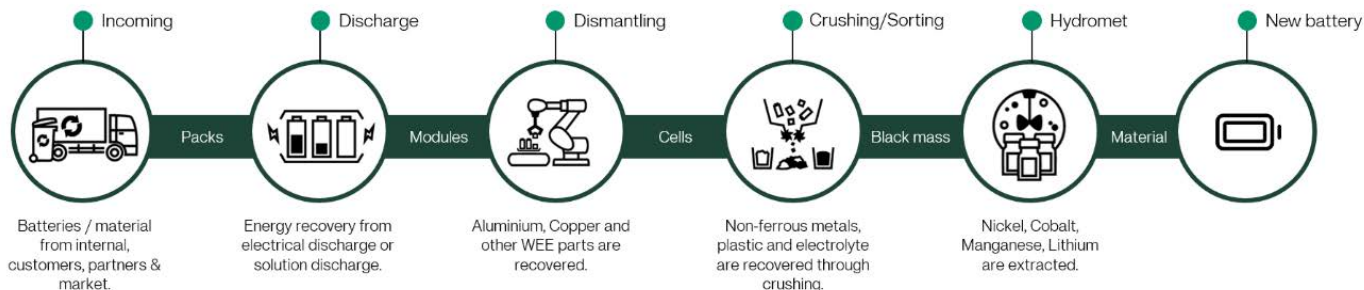 Incoming
Discharge
Dismantling
Crushing/Sorting
Hydromet
New battery
Packs
Modules
Cells
Black mass
Material
Batteries / material
from internal,
customers, partners &
market.
Energy recovery from
electrical discharge or
solution discharge.
Aluminium, Copper and
other WEE parts are
recovered.
Non-ferrous metals,
plastic and electrolyte
are recovered through
crushing.
Nickel, Cobalt,
Manganese, Lithium
are extracted.